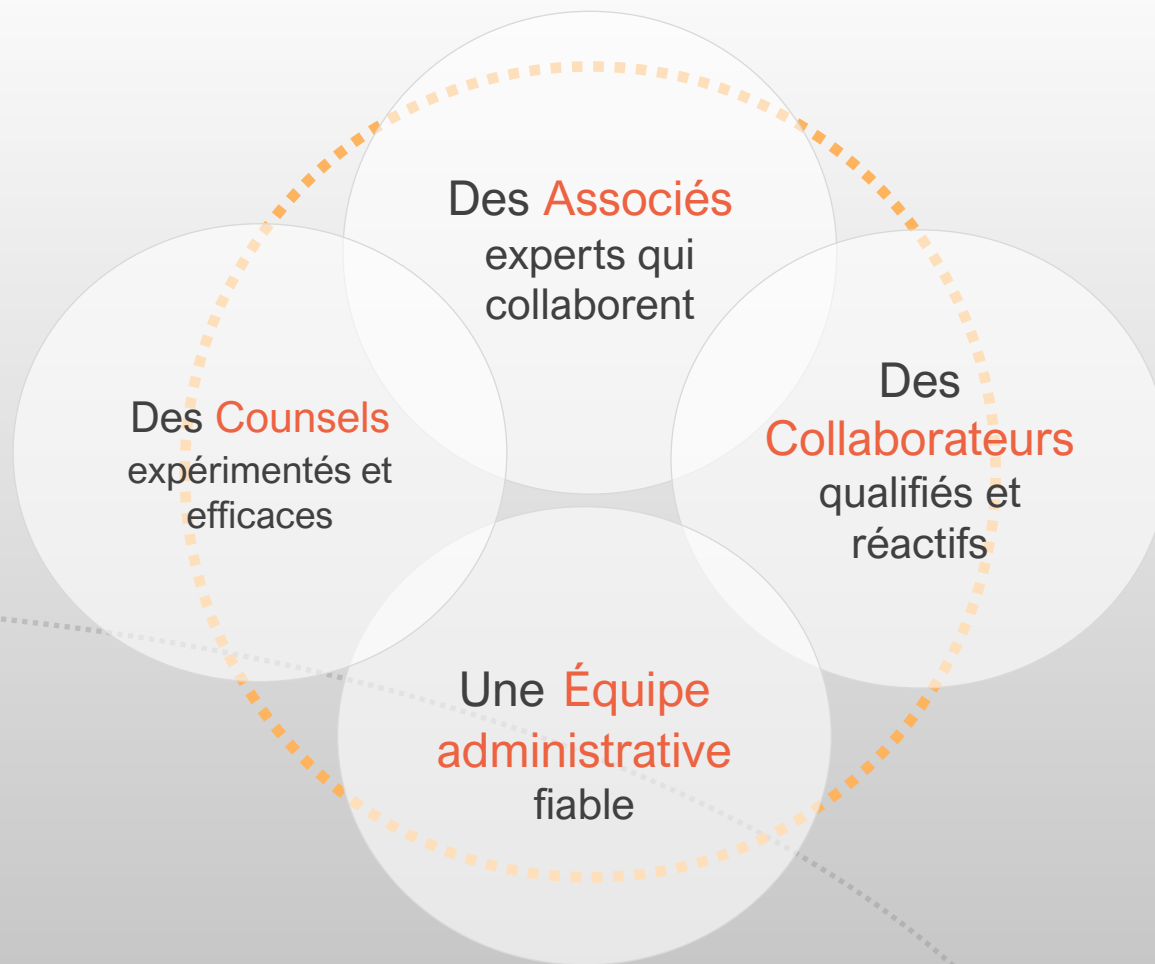 Des Associés
experts qui
collaborent
Des Counsels
expérimentés et
efficaces
Des
Collaborateurs
qualifiés et
réactifs
Une Équipe
administrative
fiable